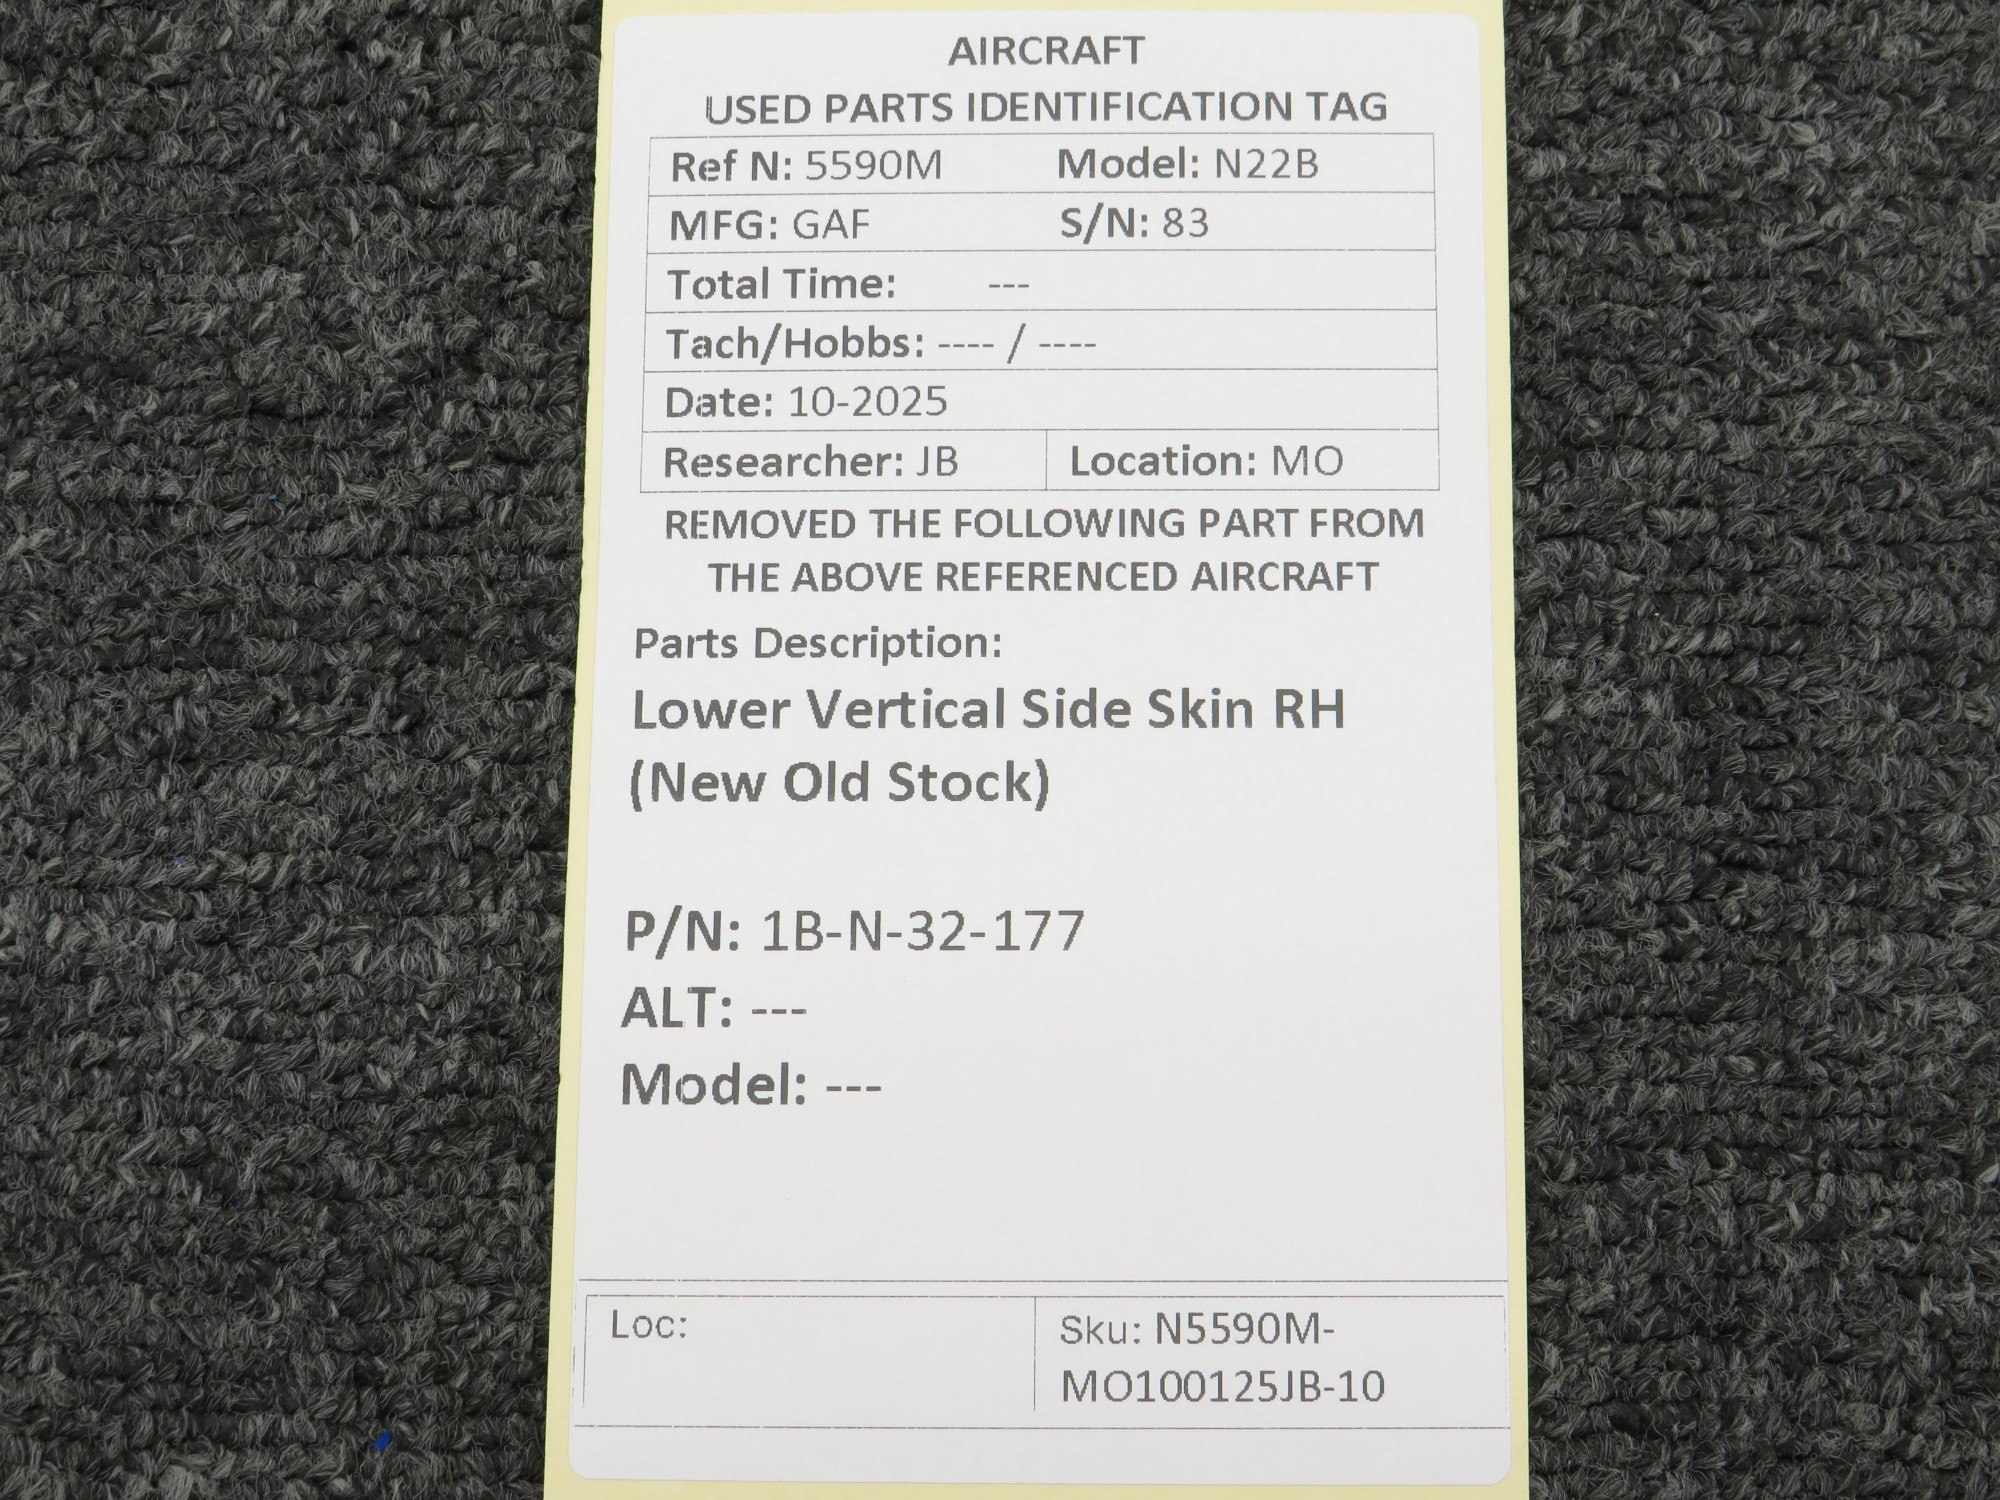 AIRCRAFT
USED PARTS IDENTIFICATION TAG
Ref N: 5590M Model: N22B
MFG: GAF S/N: 83
Total Time: ---
Tach/Hobbs: ---- / ----
Date: 10-2025
Researcher: JB Location: MO
REMOVED THE FOLLOWING PART FROM
THE ABOVE REFERENCED AIRCRAFT
Parts Description:
Lower Vertical Side Skin RH
(New Old Stock)
P/N: 1B-N-32-177
ALT: ---
Model: ---
Loc: Sku: N5590M-
MO100125JB-10